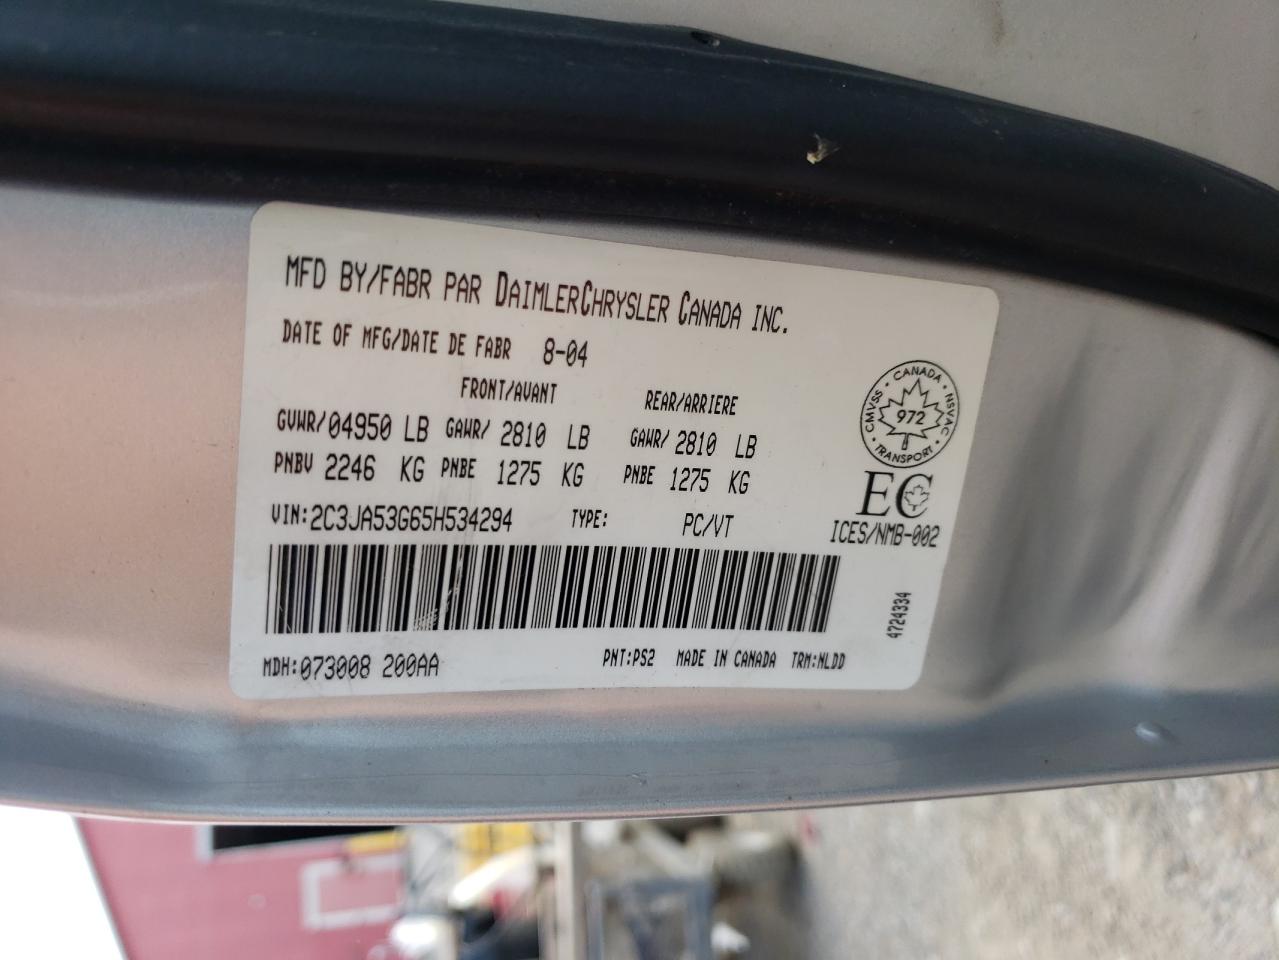 MFD BY/FABR PAR DAIMLERCHRYSLER CANADA INC.
DATE OF MFG/DATE DE FABR 8-04
FRONT/AVANT REAR/ARRIERE
GVWR/04950 LB GAWR/ 2810 LB GAWR/ 2810 LB
PNBV 2246 KG PNBE 1275 KG PNBE 1275 KG
VIN:2C3JA53G65H534294 TYPE: PC/VT
CANADA
CMVSS 972 NSVAC
TRANSPORT
EC
ICES/NMB-002
4724334
MDH:073008 200AA PNT:PS2 MADE IN CANADA TRM:NLDD